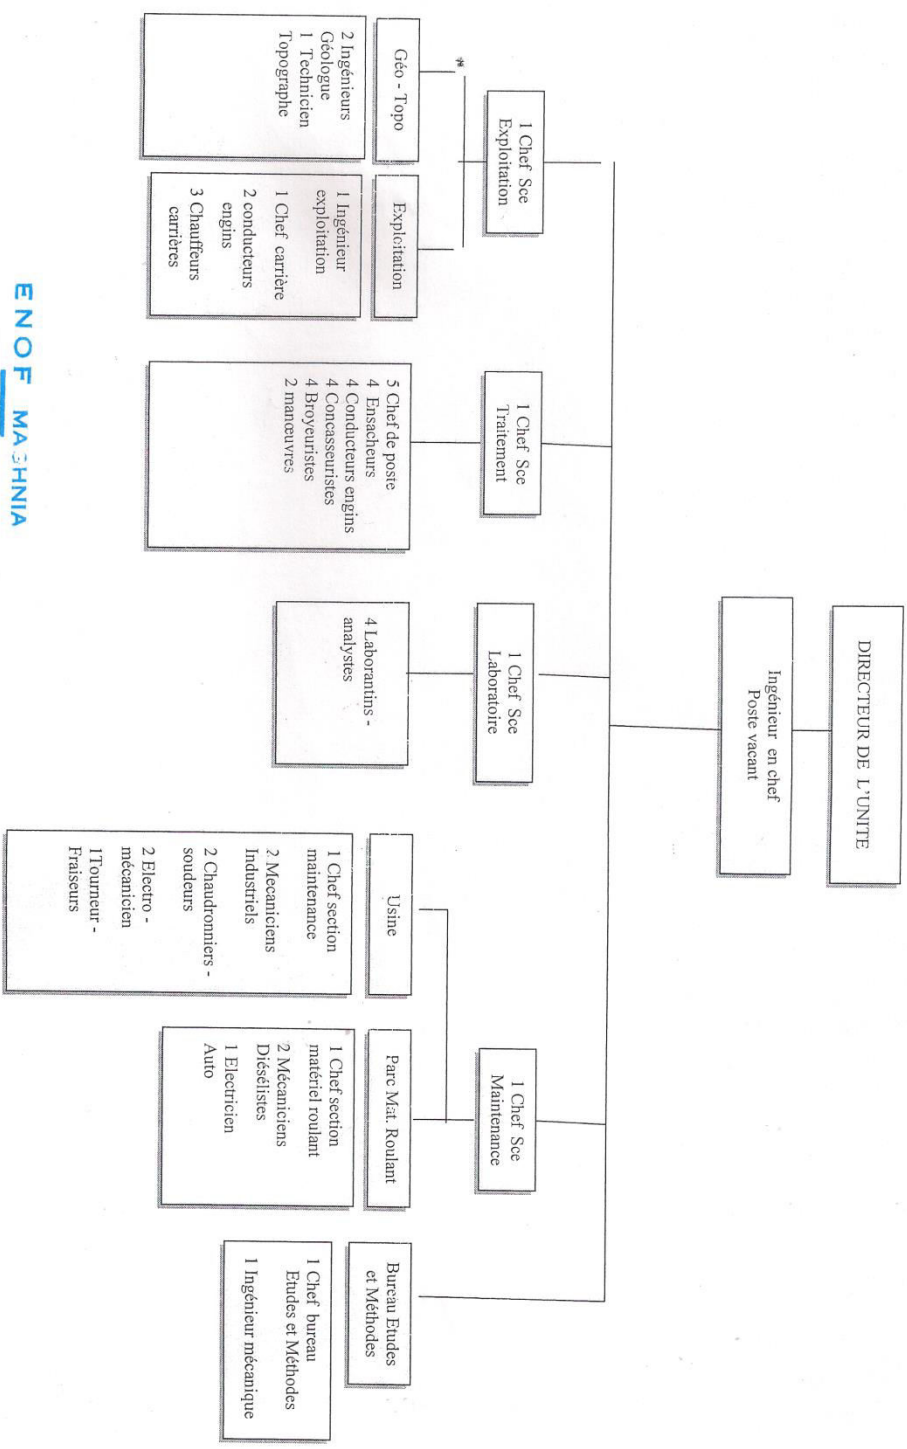 DIRECTEUR DE L'UNITE
Ingénieur en chef
Poste vacant
1 Chef Sce
Exploitation
1 Chef Sce
Traitement
1 Chef Sce
Laboratoire
1 Chef Sce
Maintenance
Géo - Topo
2 Ingénieurs
Géologue
1 Technicien
Topographe
Exploitation
1 Ingénieur
exploitation
1 Chef carrière
2 conducteurs
engins
3 Chauffeurs
carrières
5 Chef de poste
4 Ensacheurs
4 Conducteurs engins
4 Concasseuristes
4 Broyeuristes
2 manœuvres
4 Laborantins -
analystes
Usine
1 Chef section
maintenance
2 Mecaniciens
Industriels
2 Chaudronniers -
soudeurs
2 Electro -
mécanicien
1Tourneur -
Fraiseurs
Parc Mat. Roulant
1 Chef section
matériel roulant
2 Mécaniciens
Diésélistes
1 Electricien
Auto
Bureau Etudes
et Méthodes
1 Chef bureau
Etudes et Méthodes
1 Ingénieur mécanique
ENOF MAGHNIA